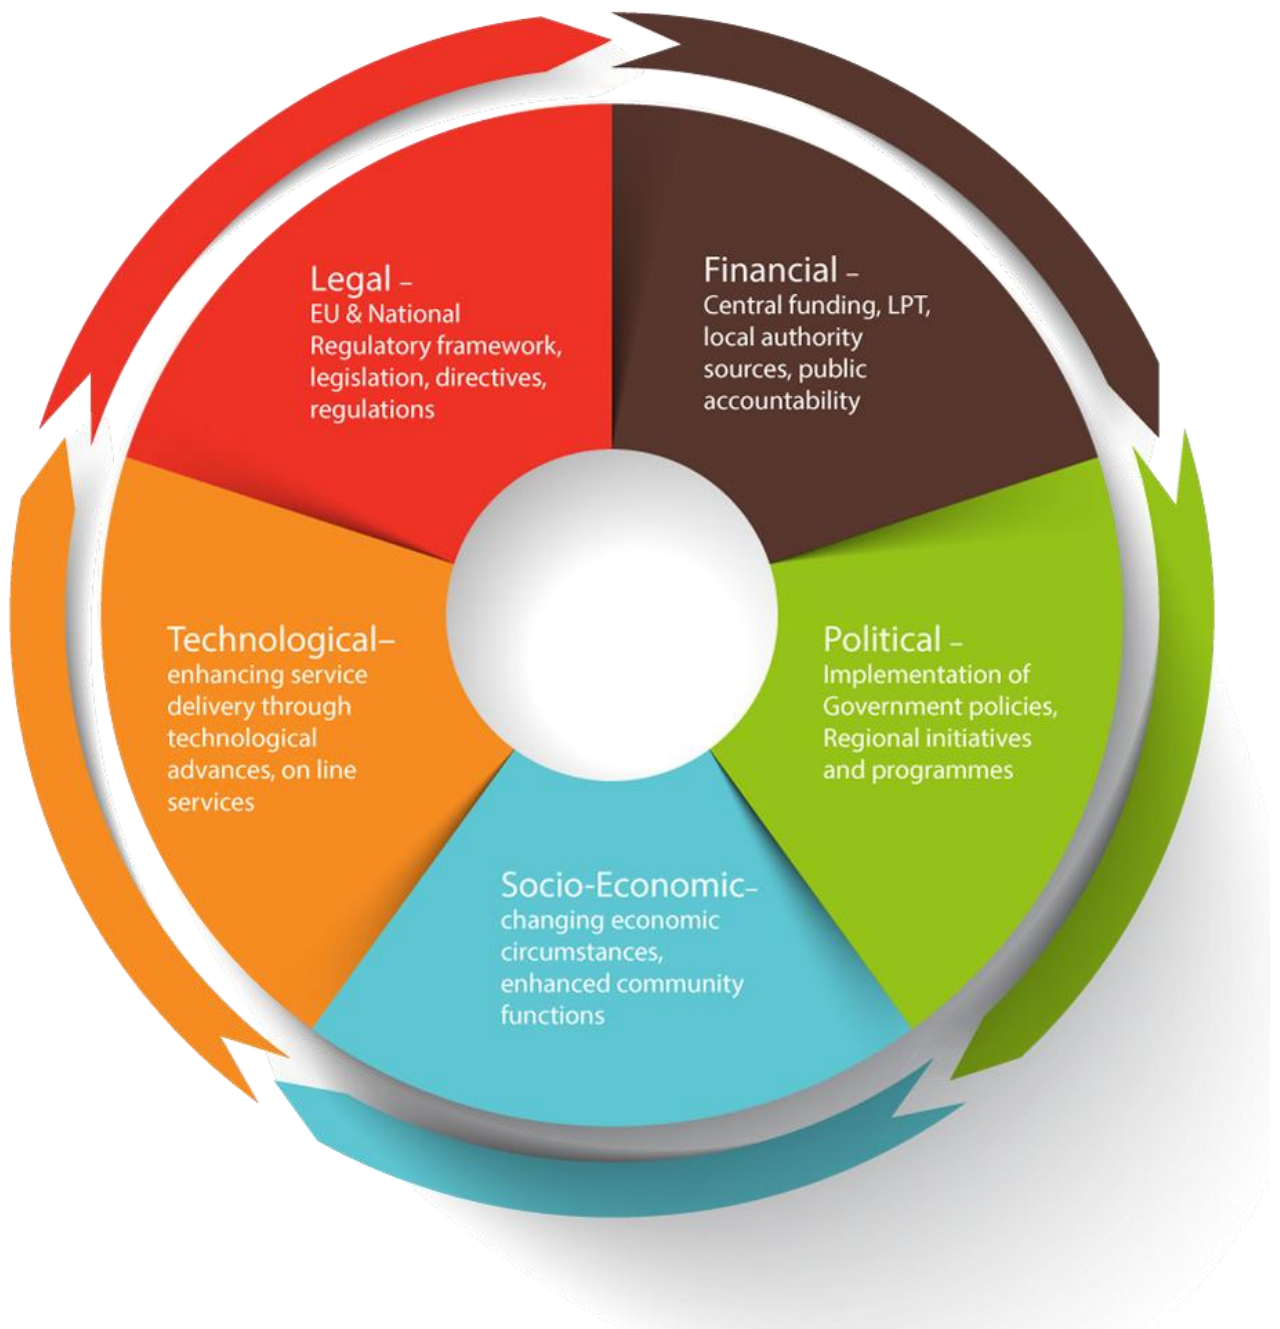 Legal –
EU & National
Regulatory framework,
legislation, directives,
regulations
Financial –
Central funding, LPT,
local authority
sources, public
accountability
Political –
Implementation of
Government policies,
Regional initiatives
and programmes
Socio-Economic–
changing economic
circumstances,
enhanced community
functions
Technological–
enhancing service
delivery through
technological
advances, on line
services